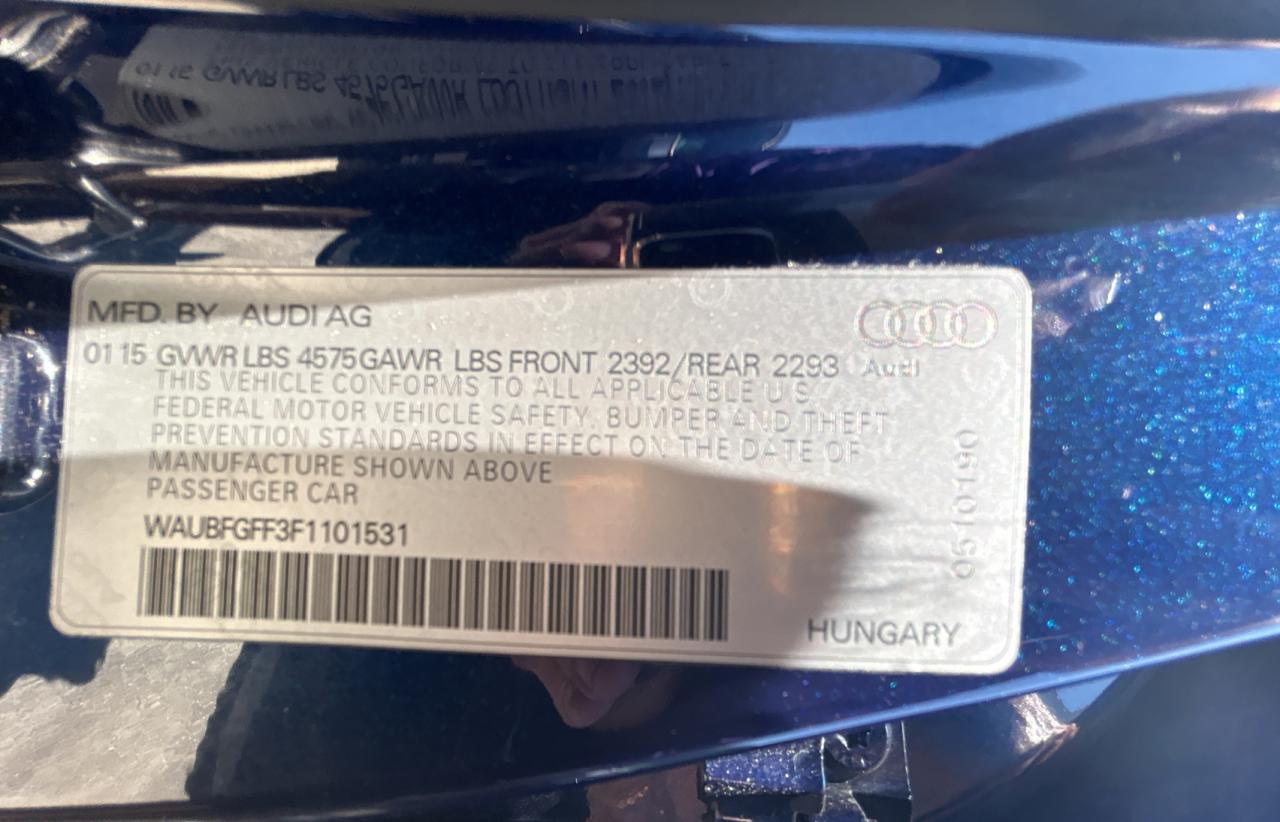 MFD. BY AUDI AG
01 15 GVWR LBS 4575 GAWR LBS FRONT 2392/REAR 2293
Audi
THIS VEHICLE CONFORMS TO ALL APPLICABLE U.S.
FEDERAL MOTOR VEHICLE SAFETY, BUMPER AND THEFT
PREVENTION STANDARDS IN EFFECT ON THE DATE OF
MANUFACTURE SHOWN ABOVE
PASSENGER CAR
WAUBFGFF3F1101531
HUNGARY
0510190